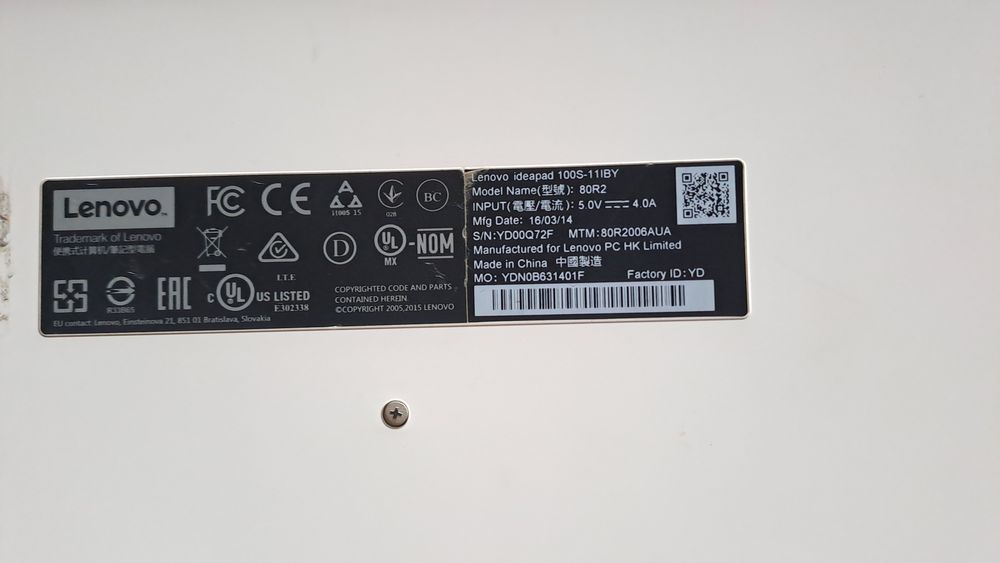 Lenovo
Trademark of Lenovo
便携式计算机/筆記型電腦
FC CE
11005 15
028
BC
I.T.E
D
UL
MX
-NOM
R33B65
EAC
C UL US LISTED
E302338
COPYRIGHTED CODE AND PARTS
CONTAINED HEREIN.
©COPYRIGHT 2005,2015 LENOVO
EU contact: Lenovo, Einsteinova 21, 851 01 Bratislava, Slovakia
Lenovo ideapad 100S-11IBY
Model Name(型號): 80R2
INPUT(電壓/電流): 5.0V 4.0A
Mfg Date: 16/03/14
S/N:YD00Q72F MTM:80R2006AUA
Manufactured for Lenovo PC HK Limited
Made in China 中國製造
MO: YDN0B631401F Factory ID: YD